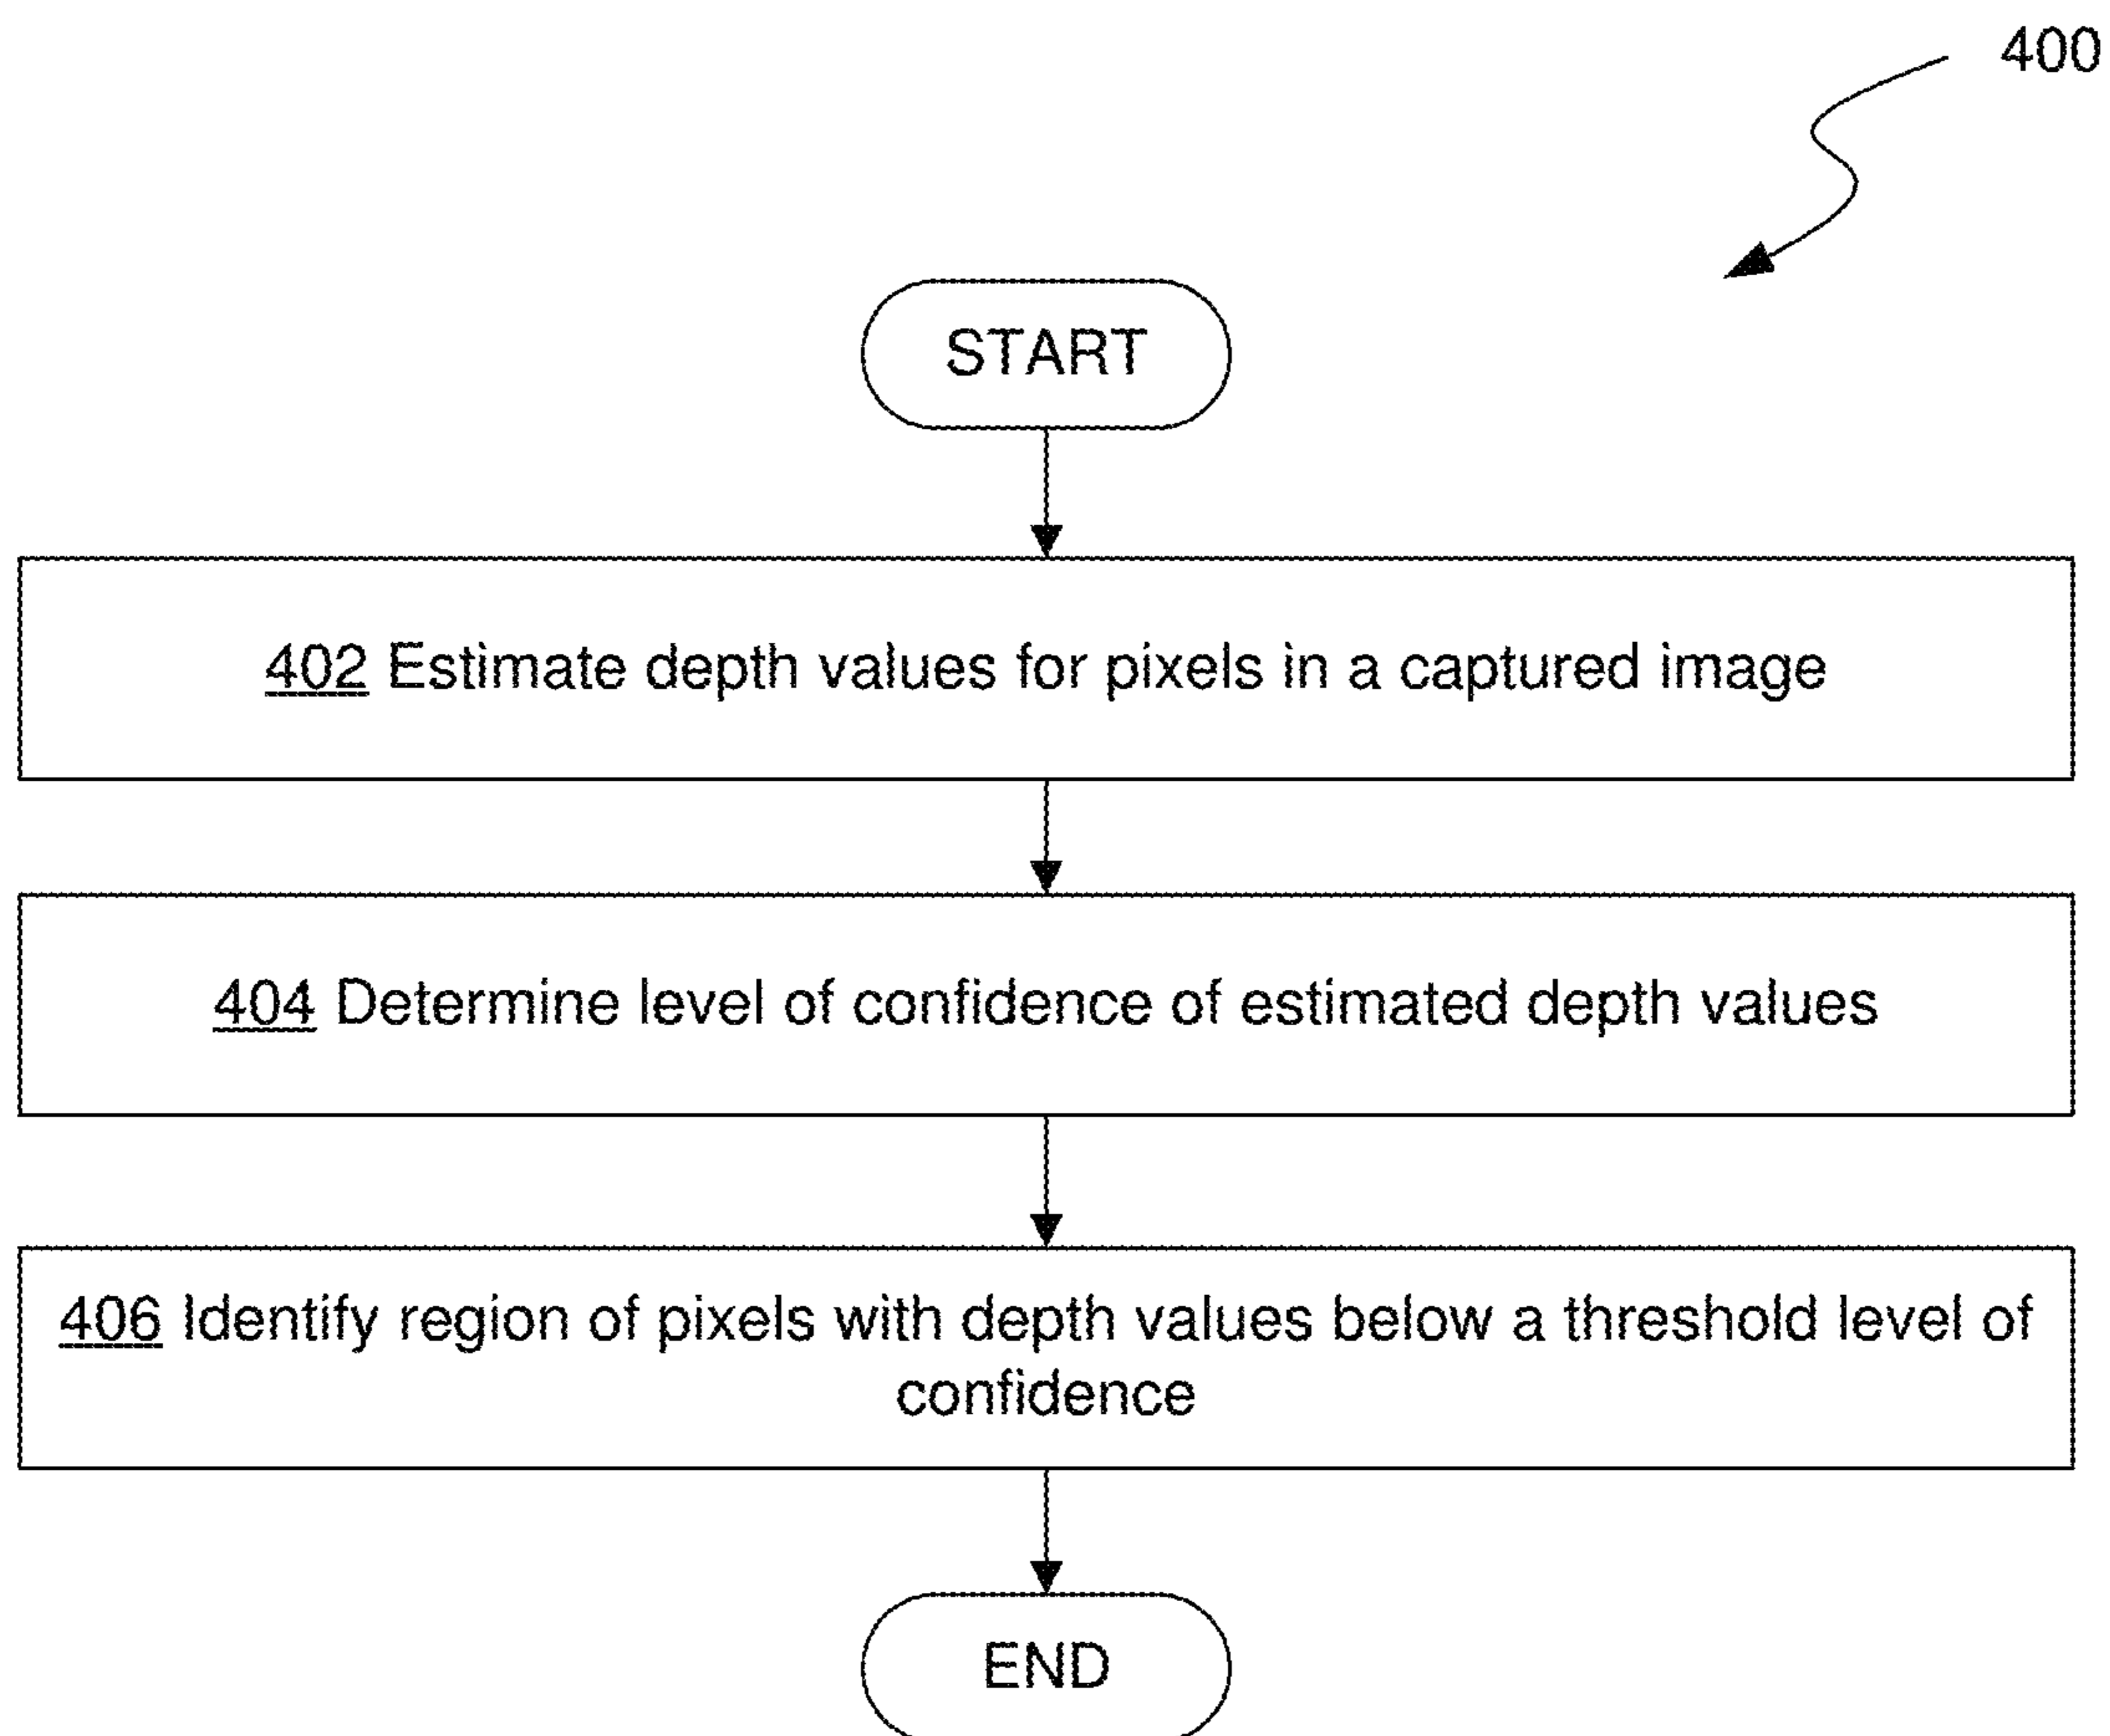 400
START
402 Estimate depth values for pixels in a captured image
404 Determine level of confidence of estimated depth values
406 Identify region of pixels with depth values below a threshold level of
confidence
END